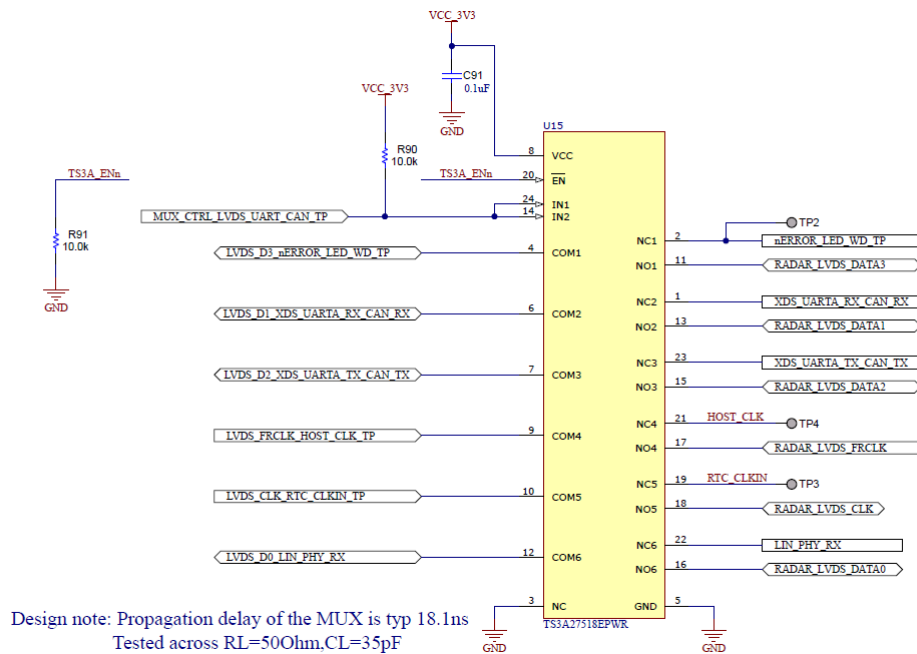 VCC_3V3
C91
0.1uF
GND
VCC_3V3
R90
10.0k
TS3A_ENn
R91
10.0k
GND
TS3A_ENn
MUX_CTRL_LVDS_UART_CAN_TP
LVDS_D3_nERROR_LED_WD_TP
LVDS_D1_XDS_UARTA_RX_CAN_RX
LVDS_D2_XDS_UARTA_TX_CAN_TX
LVDS_FRCLK_HOST_CLK_TP
LVDS_CLK_RTC_CLKIN_TP
LVDS_D0_LIN_PHY_RX
U15
8 VCC
20 EN
24 IN1
14 IN2
4 COM1
6 COM2
7 COM3
9 COM4
10 COM5
12 COM6
3 NC
GND
NC1 2
NO1 11
NC2 1
NO2 13
NC3 23
NO3 15
NC4 21
NO4 17
NC5 19
NO5 18
NC6 22
NO6 16
GND 5
GND
TS3A27518EPWR
TP2
nERROR_LED_WD_TP
RADAR_LVDS_DATA3
XDS_UARTA_RX_CAN_RX
RADAR_LVDS_DATA1
XDS_UARTA_TX_CAN_TX
RADAR_LVDS_DATA2
HOST_CLK
TP4
RADAR_LVDS_FRCLK
RTC_CLKIN
TP3
RADAR_LVDS_CLK
LIN_PHY_RX
RADAR_LVDS_DATA0
Design note: Propagation delay of the MUX is typ 18.1ns
Tested across RL=50Ohm,CL=35pF